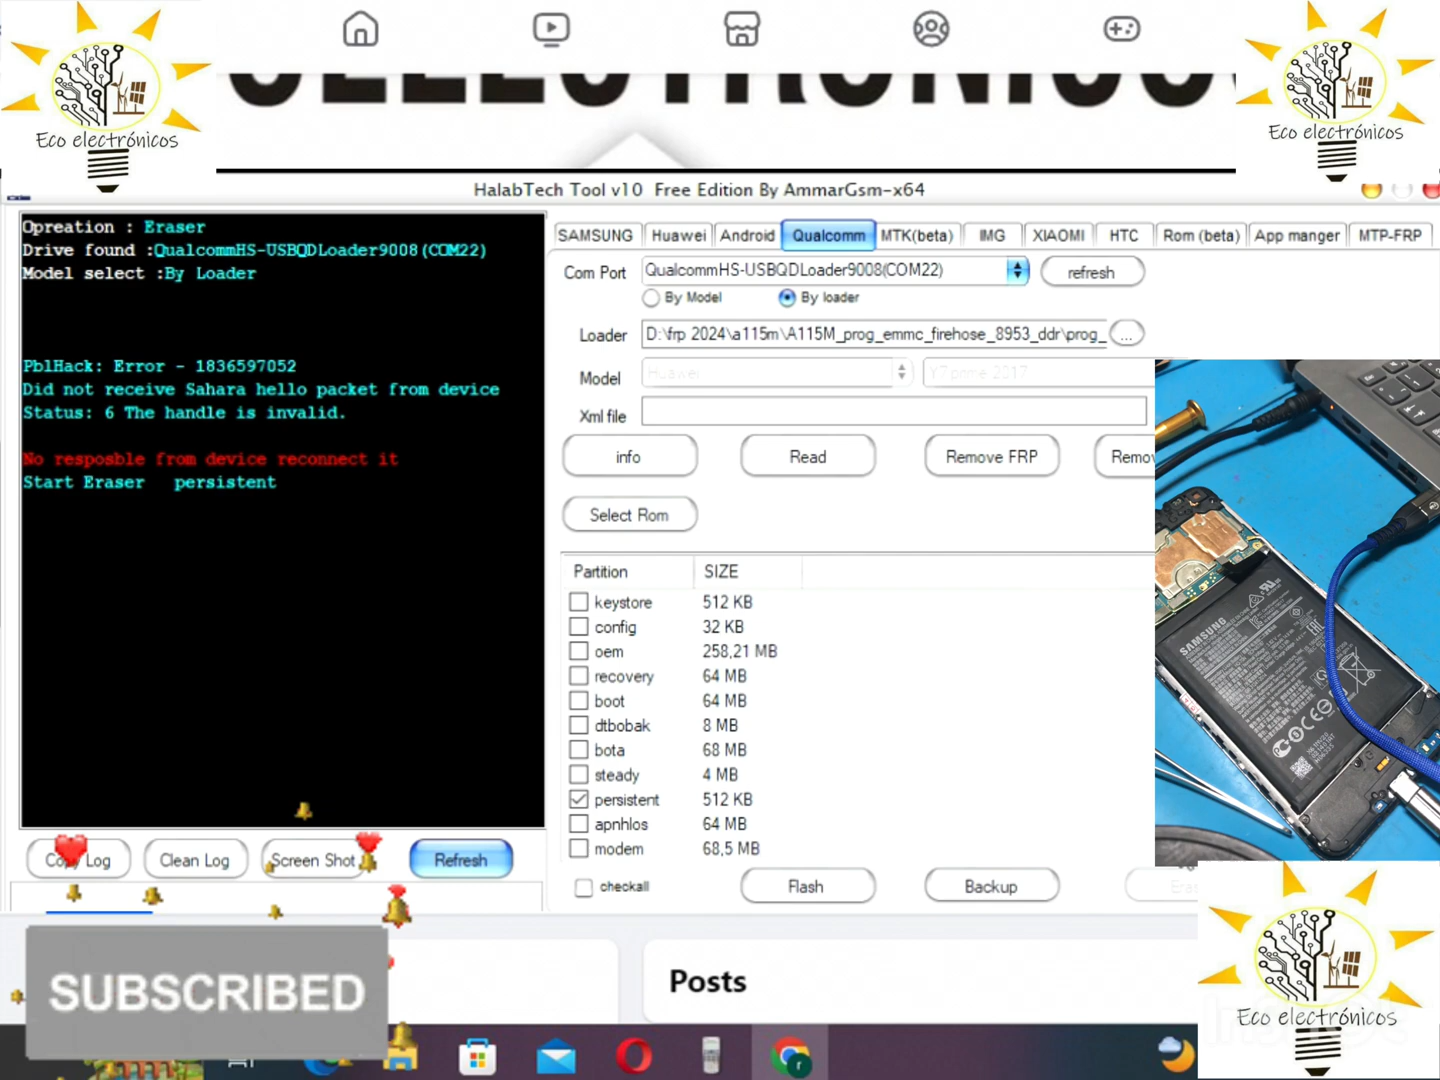 Eco electrónicos
Eco electrónicos
HalabTech Tool v10 Free Edition By AmmarGsm-x64
Opreation : Eraser
Drive found :QualcommHS-USBQDLoader9008(COM22)
Model select :By Loader
PblHack: Error - 1836597052
Did not receive Sahara hello packet from device
Status: 6 The handle is invalid.
No resposble from device reconnect it
Start Eraser persistent
SAMSUNG Huawei Android Qualcomm MTK(beta) IMG XIAOMI HTC Rom (beta) App manger MTP-FRP
Com Port QualcommHS-USBQDLoader9008(COM22) refresh
By Model By loader
Loader D:\frp 2024\a115m\A115M_prog_emmc_firehose_8953_ddr\prog_ ...
Model Huawei Y7 prime 2017
Xml file
info Read Remove FRP Remo
Select Rom
Partition SIZE
keystore 512 KB
config 32 KB
oem 258,21 MB
recovery 64 MB
boot 64 MB
dtbobak 8 MB
bota 68 MB
steady 4 MB
persistent 512 KB
apnhlos 64 MB
modem 68,5 MB
checkall Flash Backup Era
Copy Log Clean Log Screen Shot Refresh
SAMSUNG
SUBSCRIBED
Posts
Eco electrónicos